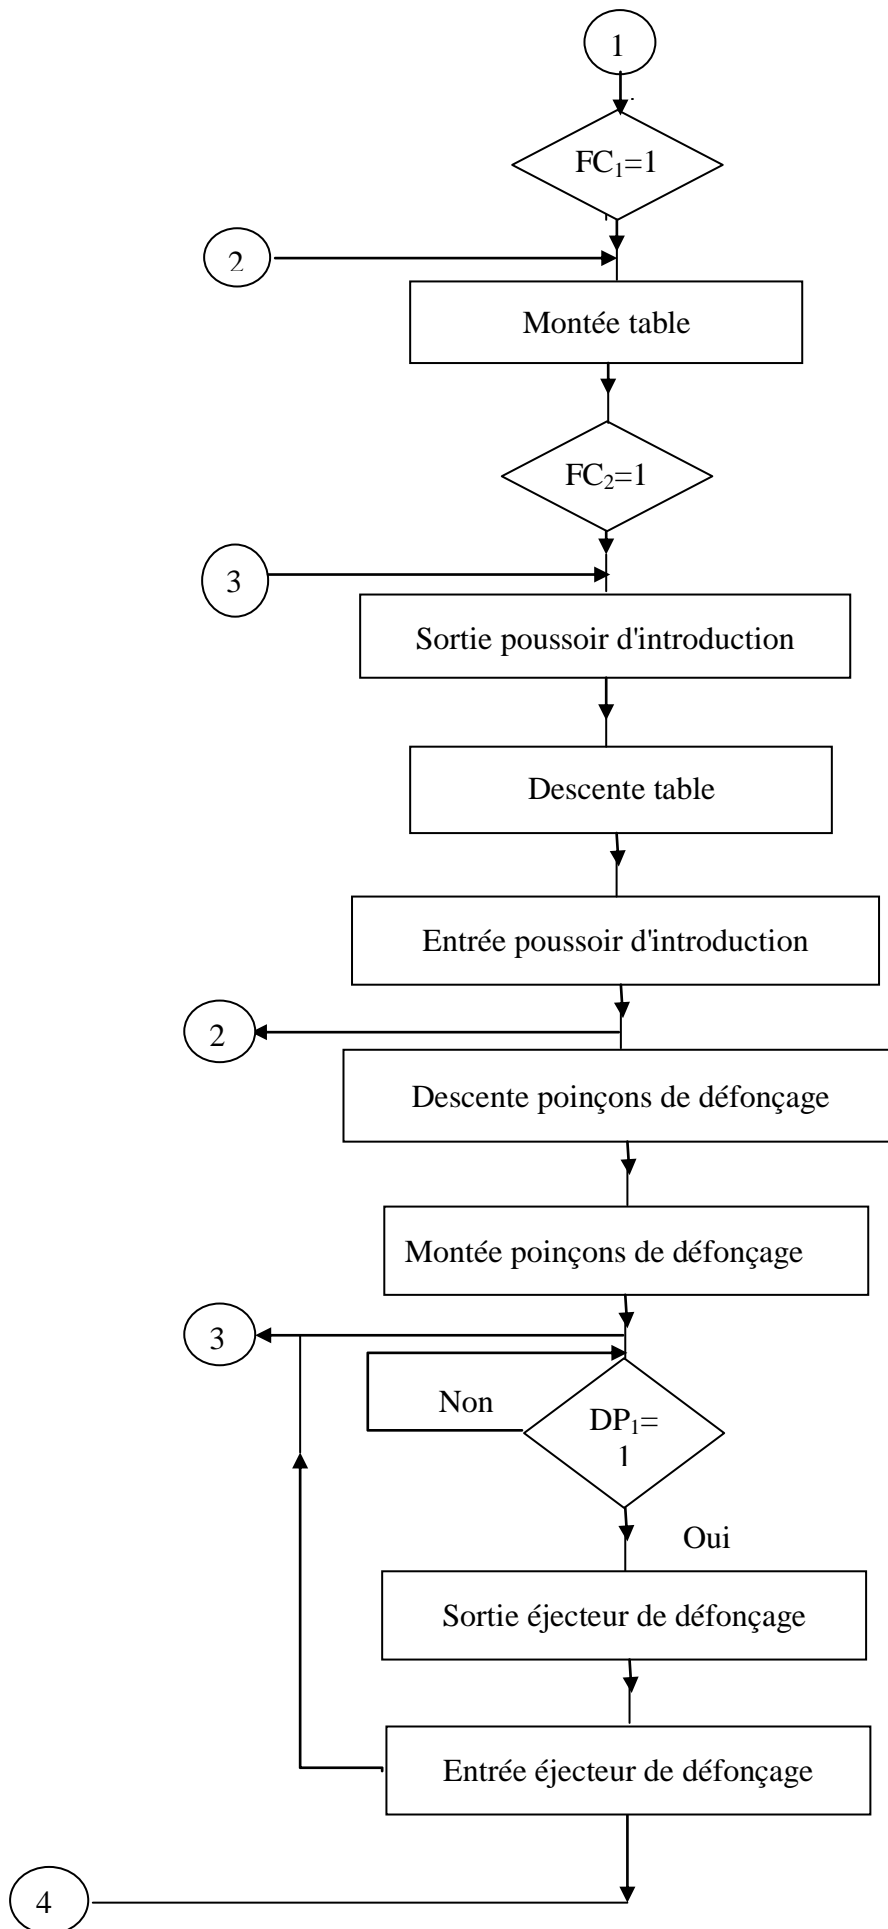 1
FC₁=1
2
Montée table
FC₂=1
3
Sortie poussoir d'introduction
Descente table
Entrée poussoir d'introduction
2
Descente poinçons de défonçage
Montée poinçons de défonçage
3
Non
DP₁=
1
Oui
Sortie éjecteur de défonçage
Entrée éjecteur de défonçage
4